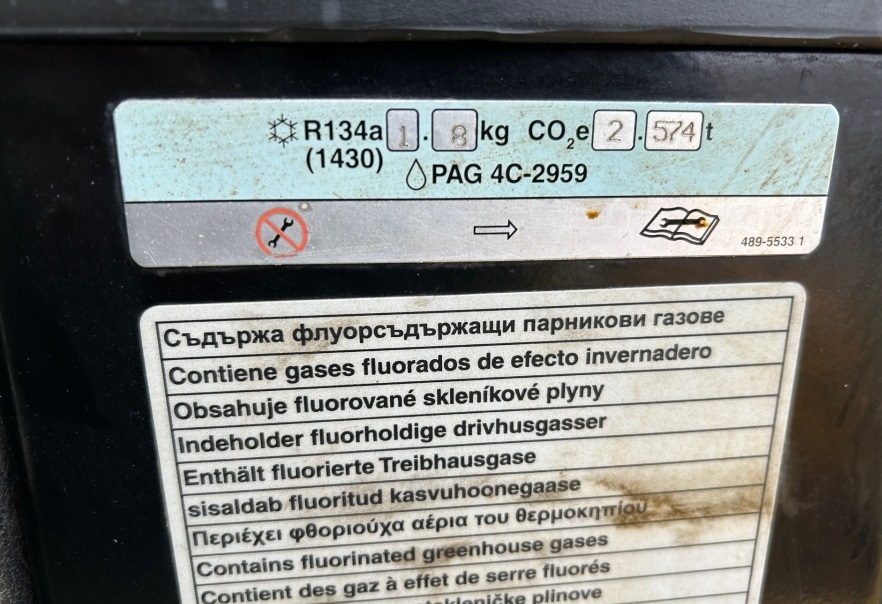 R134a 1.8 kg CO2e 2.574 t
(1430)
PAG 4C-2959
489-5533 1
Съдържа флуорсъдържащи парникови газове
Contiene gases fluorados de efecto invernadero
Obsahuje fluorované skleníkové plyny
Indeholder fluorholdige drivhusgasser
Enthält fluorierte Treibhausgase
sisaldab fluoritud kasvuhoonegaase
Περιέχει φθοριούχα αέρια του θερμοκηπίου
Contains fluorinated greenhouse gases
Contient des gaz à effet de serre fluorés
plinove